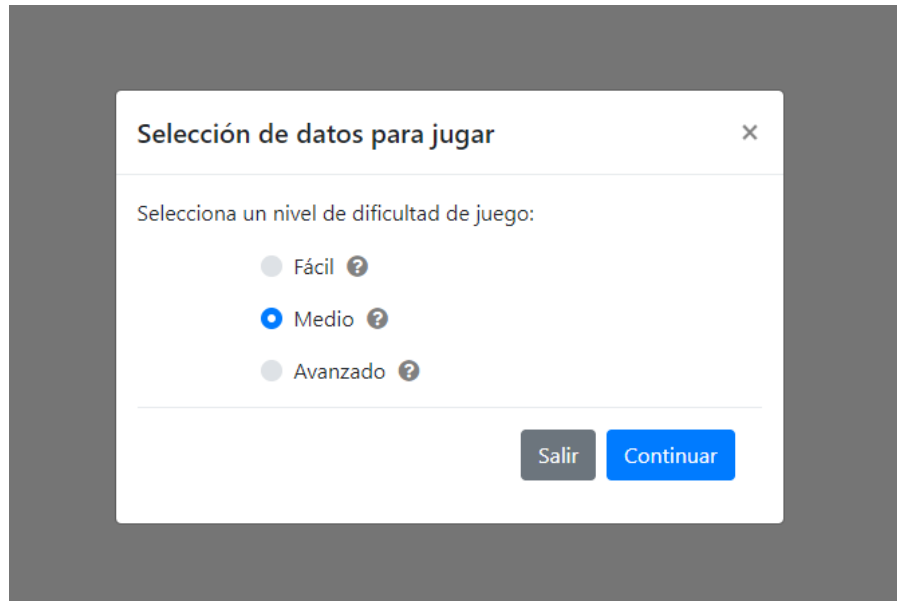 Selección de datos para jugar ×
Selecciona un nivel de dificultad de juego:
Fácil ?
Medio ?
Avanzado ?
Salir Continuar